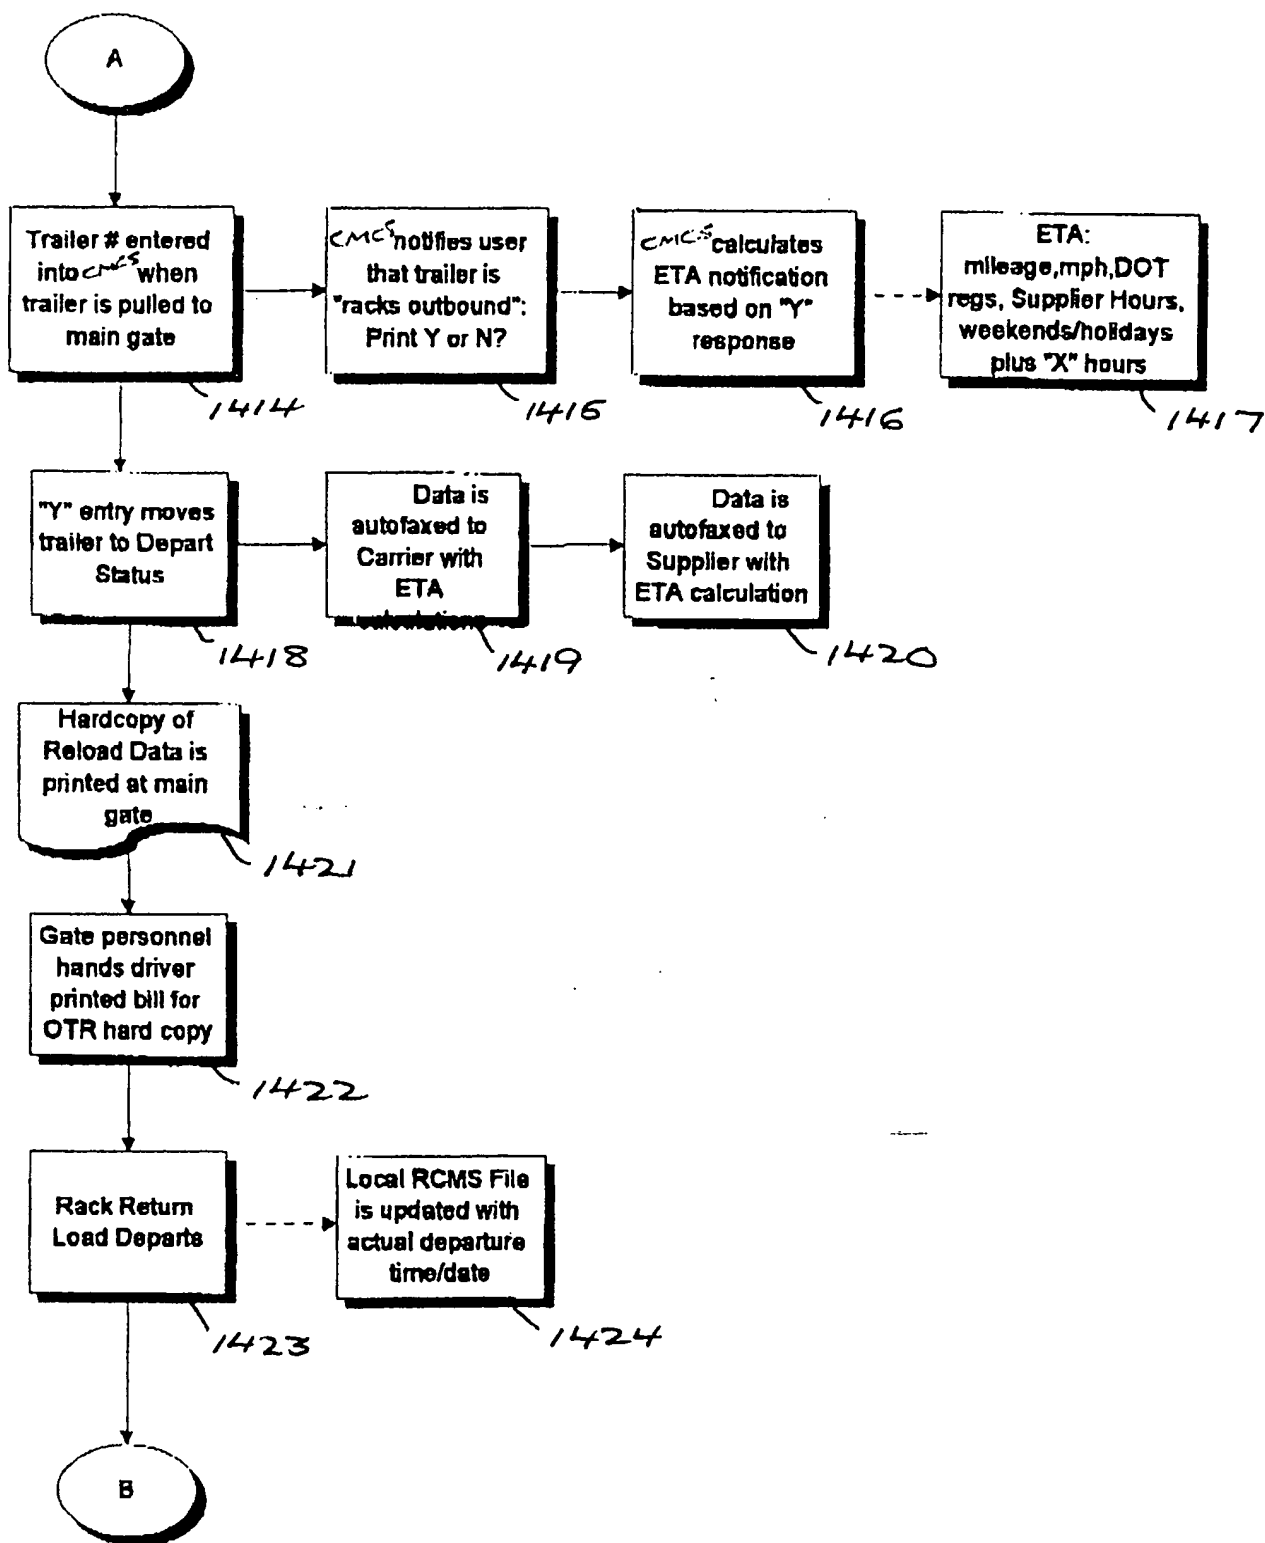 A
Trailer # entered
into CMCS when
trailer is pulled to
main gate
1414
CMCS notifies user
that trailer is
"racks outbound":
Print Y or N?
1415
CMCS calculates
ETA notification
based on "Y"
response
1416
ETA:
mileage,mph,DOT
regs, Supplier Hours,
weekends/holidays
plus "X" hours
1417
"Y" entry moves
trailer to Depart
Status
1418
Data is
autofaxed to
Carrier with
ETA
calculations
1419
Data is
autofaxed to
Supplier with
ETA calculation
1420
Hardcopy of
Reload Data is
printed at main
gate
1421
Gate personnel
hands driver
printed bill for
OTR hard copy
1422
Rack Return
Load Departs
1423
Local RCMS File
is updated with
actual departure
time/date
1424
B